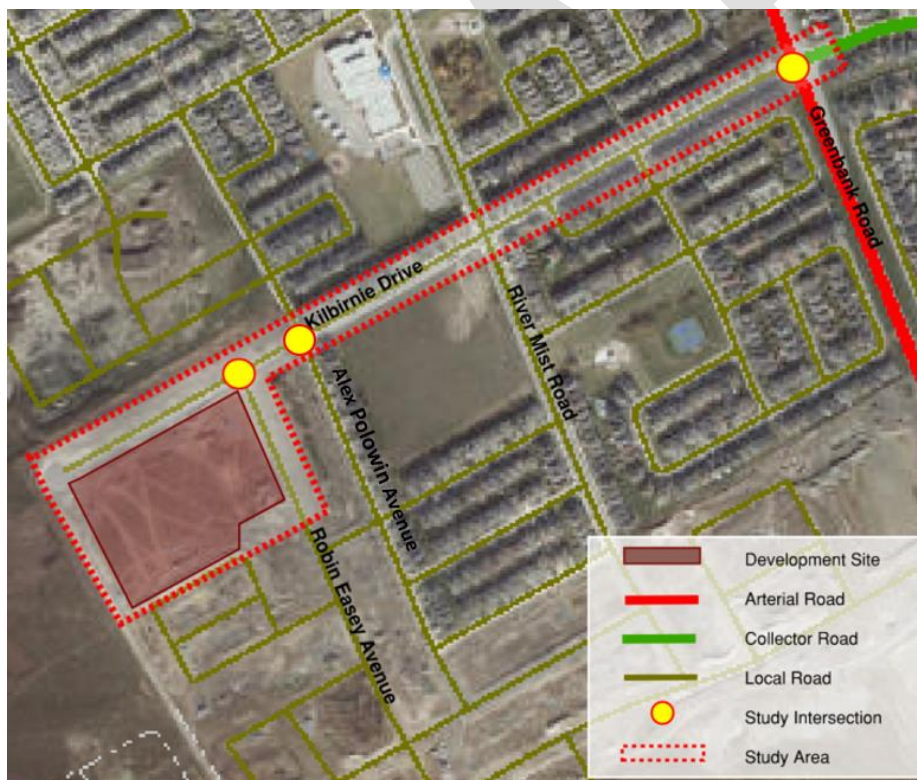 Greenbank Road
Kilbirnie Drive
River Mist Road
Alex Polowin Avenue
Robin Easey Avenue
Development Site
Arterial Road
Collector Road
Local Road
Study Intersection
Study Area